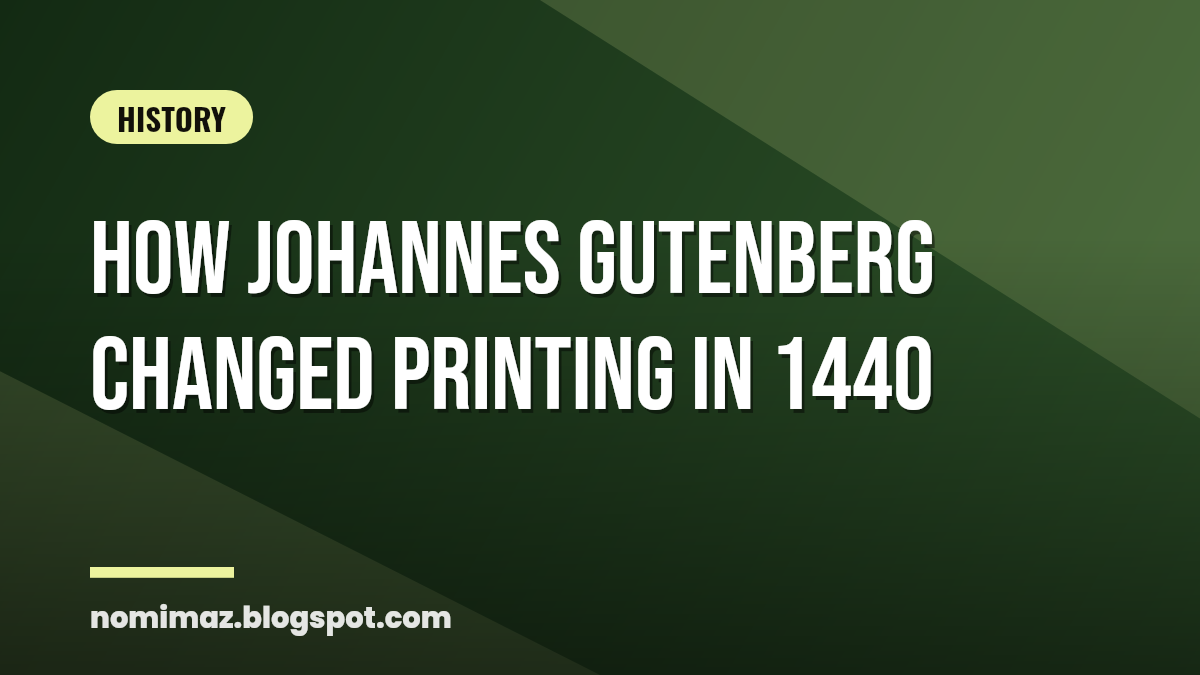 HISTORY
HOW JOHANNES GUTENBERG
CHANGED PRINTING IN 1440
nomimaz.blogspot.com